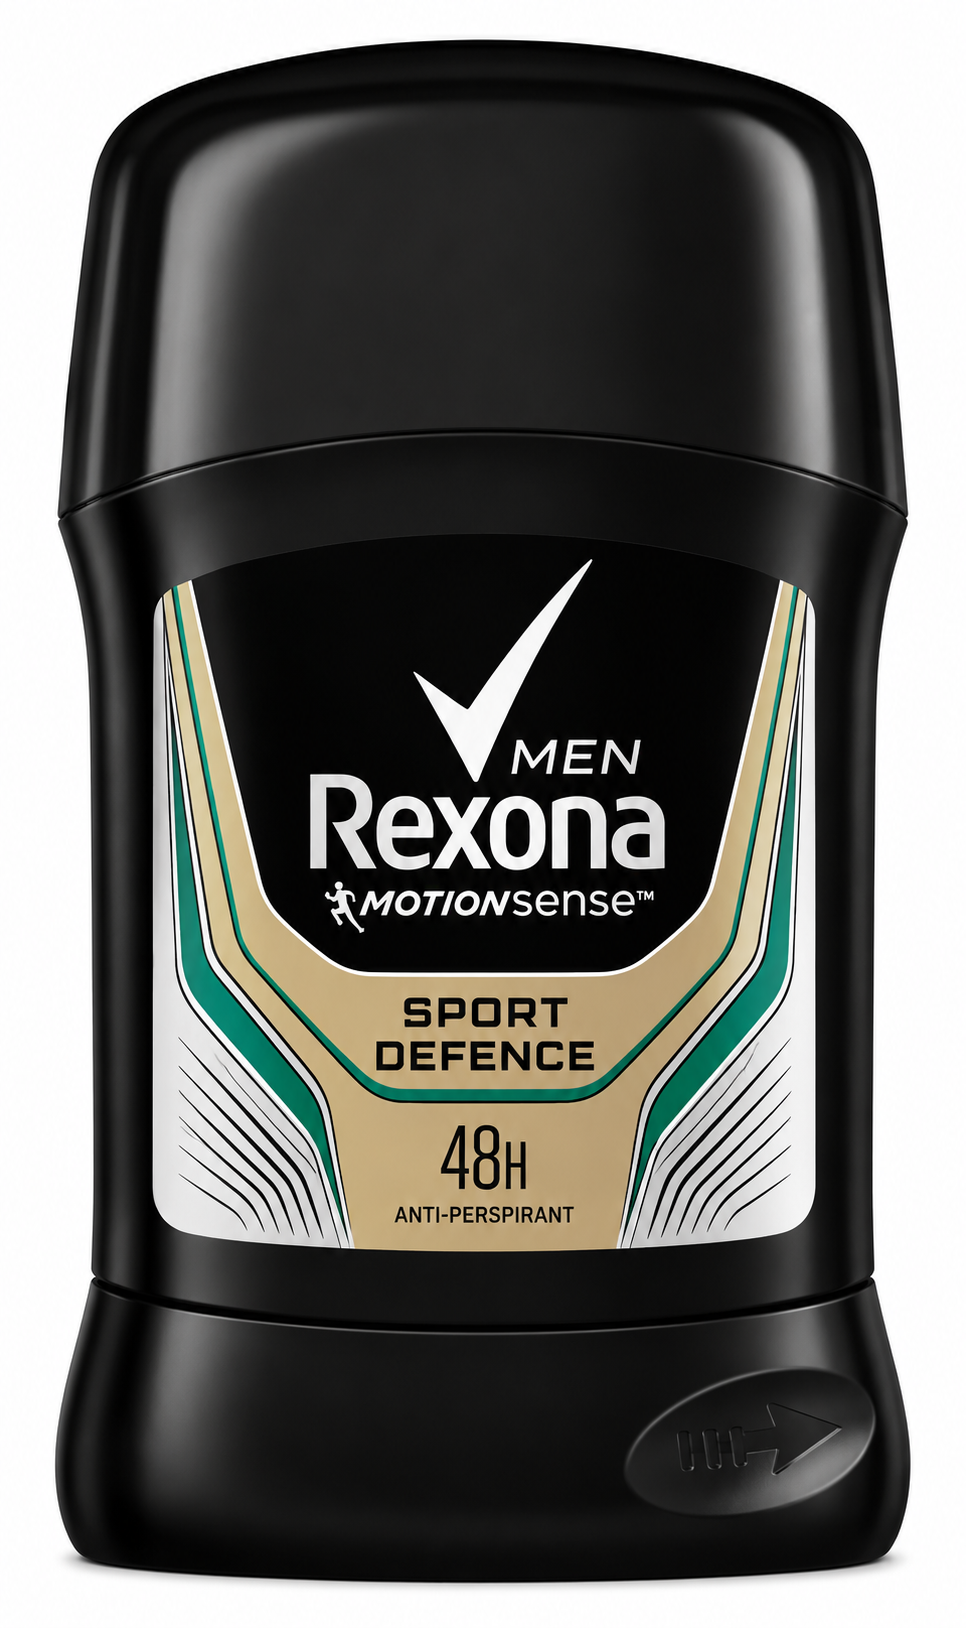 MEN
Rexona
MOTIONsense™
SPORT
DEFENCE
48H
ANTI-PERSPIRANT